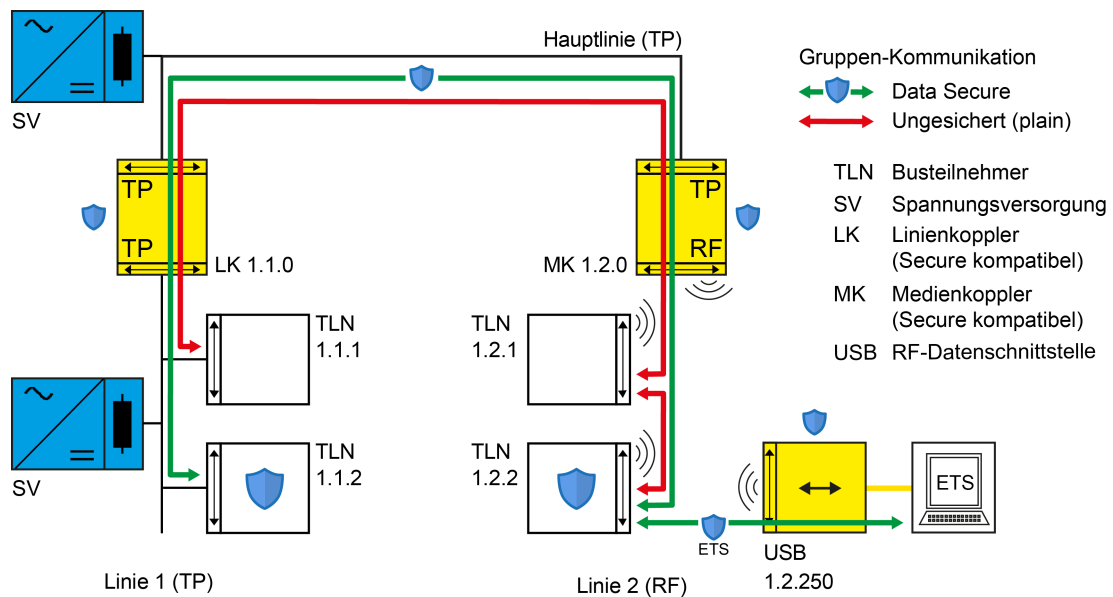 Hauptlinie (TP)
SV
TP
TP
LK 1.1.0
TP
RF
MK 1.2.0
TLN
1.1.1
TLN
1.2.1
SV
TLN
1.1.2
TLN
1.2.2
ETS
ETS
USB
1.2.250
Linie 1 (TP)
Linie 2 (RF)
Gruppen-Kommunikation
Data Secure
Ungesichert (plain)
TLN Busteilnehmer
SV Spannungsversorgung
LK Linienkoppler
(Secure kompatibel)
MK Medienkoppler
(Secure kompatibel)
USB RF-Datenschnittstelle